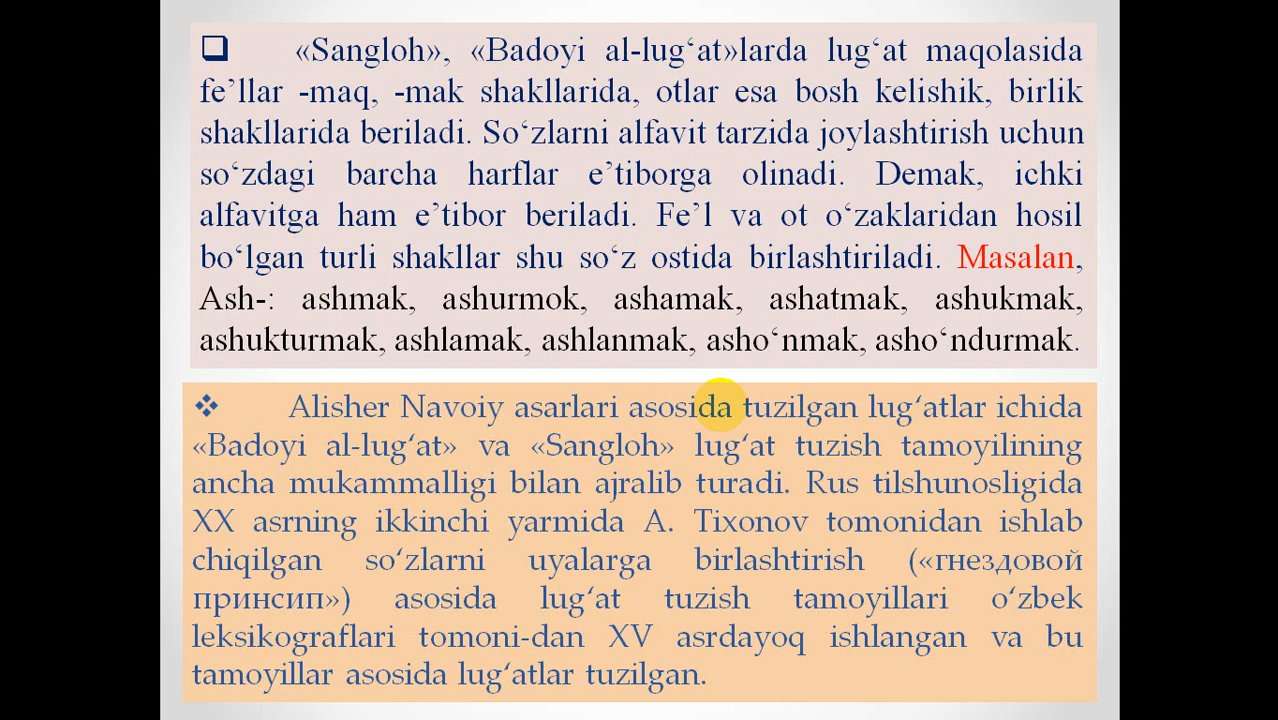 «Sangloh», «Badoyi al-lug‘at»larda lug‘at maqolasida
fe’llar -maq, -mak shakllarida, otlar esa bosh kelishik, birlik
shakllarida beriladi. So‘zlarni alfavit tarzida joylashtirish uchun
so‘zdagi barcha harflar e’tiborga olinadi. Demak, ichki
alfavitga ham e’tibor beriladi. Fe’l va ot o‘zaklaridan hosil
bo‘lgan turli shakllar shu so‘z ostida birlashtiriladi. Masalan,
Ash-: ashmak, ashurmok, ashamak, ashatmak, ashukmak,
ashukturmak, ashlamak, ashlanmak, asho‘nmak, asho‘ndurmak.
Alisher Navoiy asarlari asosida tuzilgan lug‘atlar ichida
«Badoyi al-lug‘at» va «Sangloh» lug‘at tuzish tamoyilining
ancha mukammalligi bilan ajralib turadi. Rus tilshunosligida
XX asrning ikkinchi yarmida A. Tixonov tomonidan ishlab
chiqilgan so‘zlarni uyalarga birlashtirish («гнездовой
принсип») asosida lug‘at tuzish tamoyillari o‘zbek
leksikograflari tomoni-dan XV asrdayoq ishlangan va bu
tamoyillar asosida lug‘atlar tuzilgan.